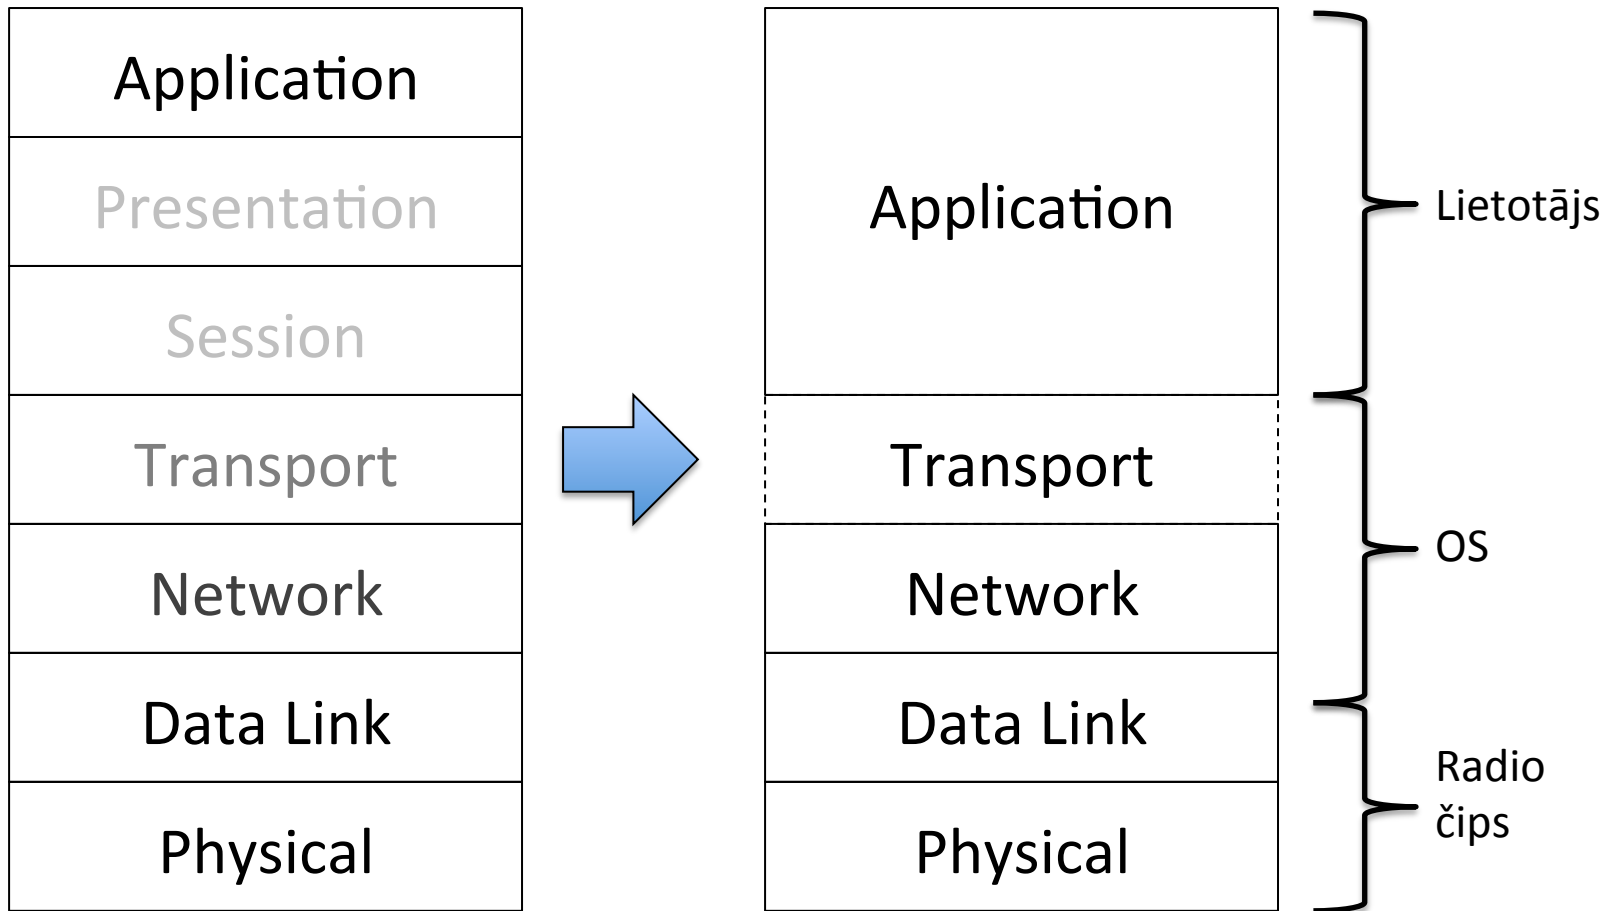 Application
Presentation
Session
Transport
Network
Data Link
Physical
Application
Transport
Network
Data Link
Physical
Lietotājs
OS
Radio
čips